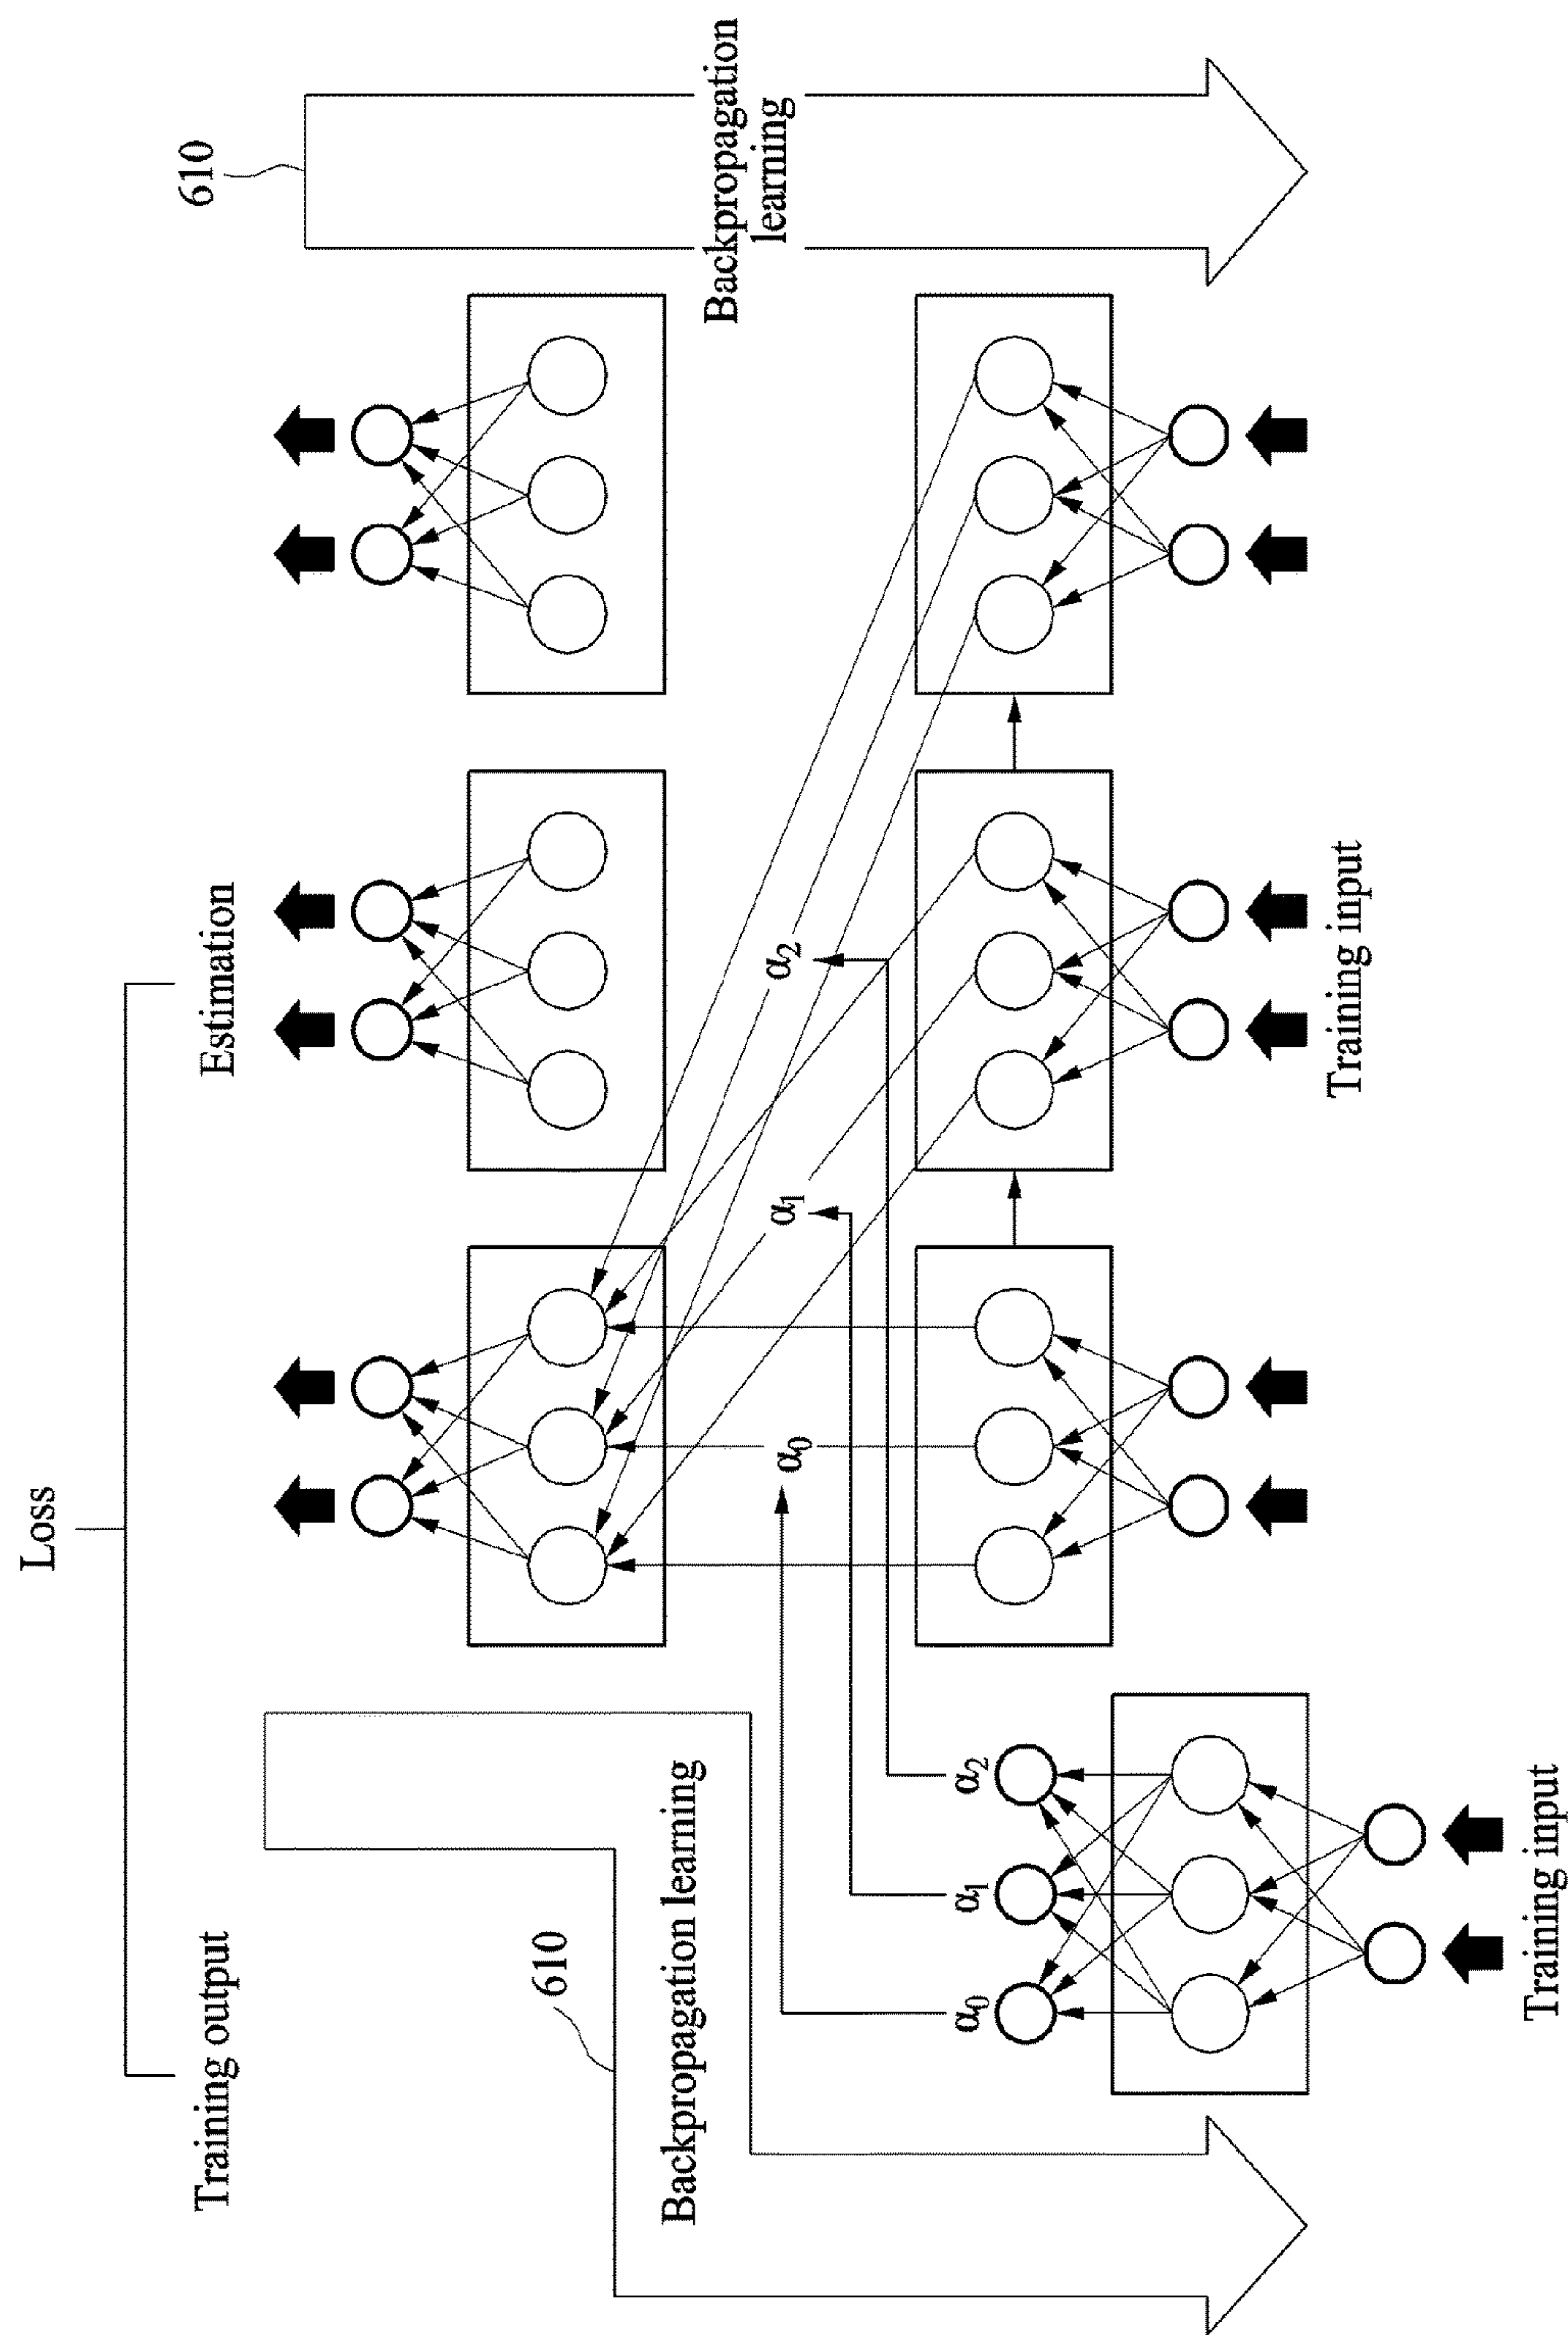 Loss
Training output
Estimation
610
610
Backpropagation learning
Backpropagation
learning
α₀
α₁
α₂
α₀
α₁
α₂
Training input
Training input